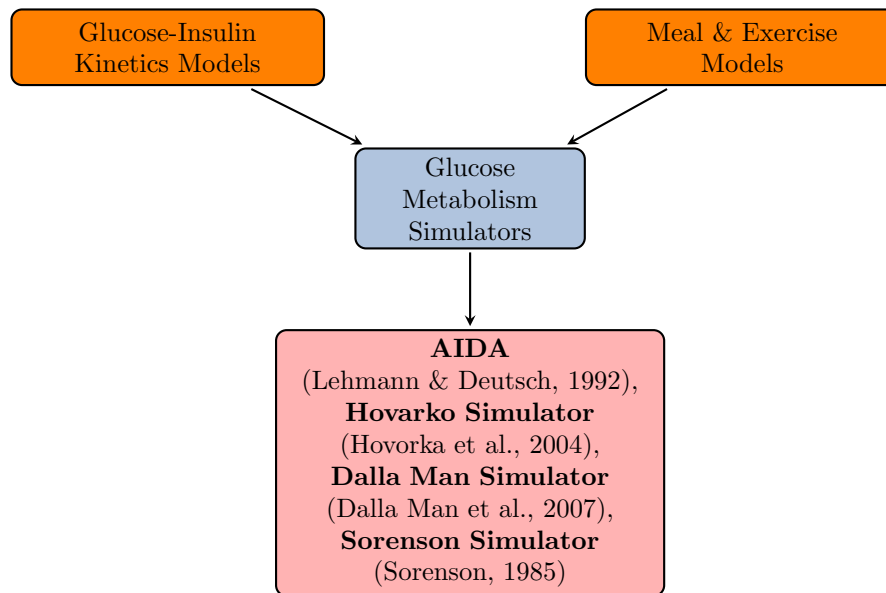 Glucose-Insulin
Kinetics Models
Meal & Exercise
Models
Glucose
Metabolism
Simulators
AIDA
(Lehmann & Deutsch, 1992),
Hovarko Simulator
(Hovorka et al., 2004),
Dalla Man Simulator
(Dalla Man et al., 2007),
Sorenson Simulator
(Sorenson, 1985)